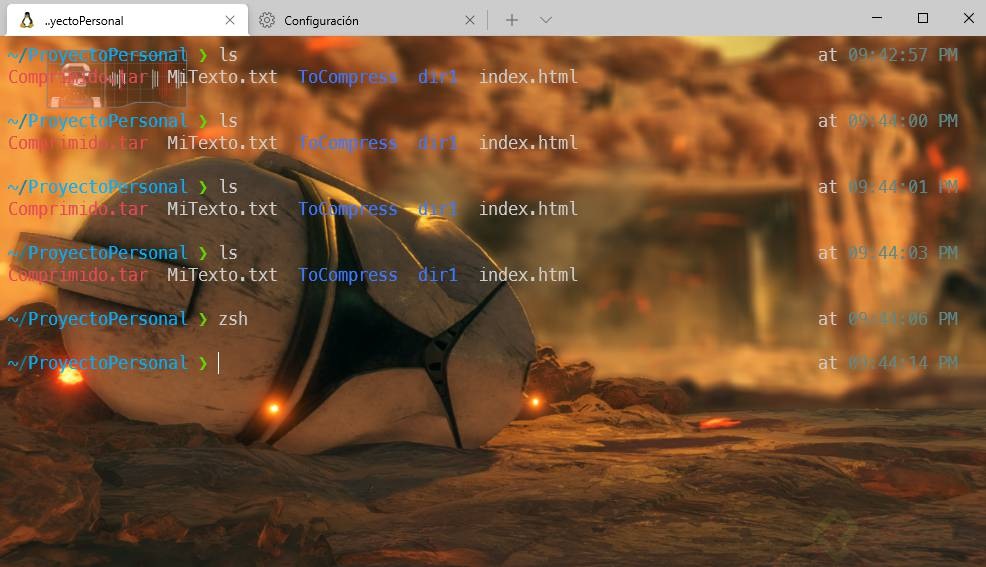 ..yectoPersonal Configuración
~/ProyectoPersonal ❯ ls at 09:42:57 PM
Comprimido.tar MiTexto.txt ToCompress dir1 index.html
~/ProyectoPersonal ❯ ls at 09:44:00 PM
Comprimido.tar MiTexto.txt ToCompress dir1 index.html
~/ProyectoPersonal ❯ ls at 09:44:01 PM
Comprimido.tar MiTexto.txt ToCompress dir1 index.html
~/ProyectoPersonal ❯ ls at 09:44:03 PM
Comprimido.tar MiTexto.txt ToCompress dir1 index.html
~/ProyectoPersonal ❯ zsh at 09:44:06 PM
~/ProyectoPersonal ❯ at 09:44:14 PM